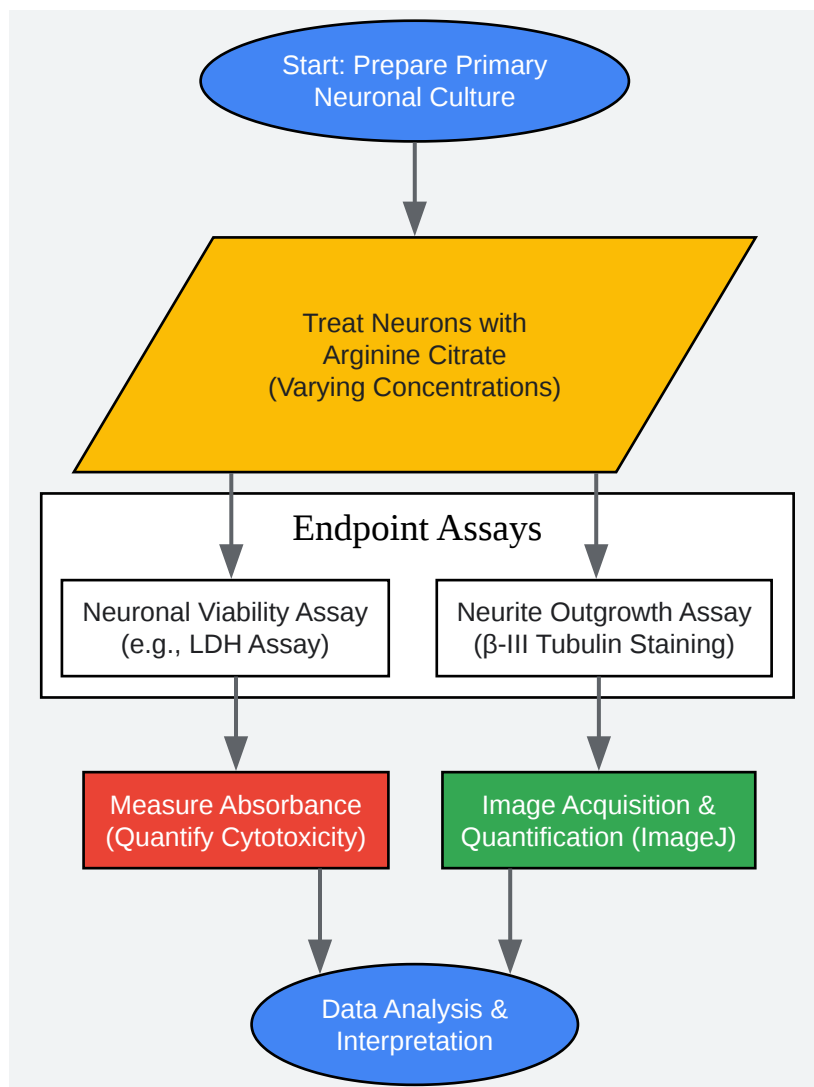 Start: Prepare Primary
Neuronal Culture
Treat Neurons with
Arginine Citrate
(Varying Concentrations)
Endpoint Assays
Neuronal Viability Assay
(e.g., LDH Assay)
Neurite Outgrowth Assay
(β-III Tubulin Staining)
Measure Absorbance
(Quantify Cytotoxicity)
Image Acquisition &
Quantification (ImageJ)
Data Analysis &
Interpretation